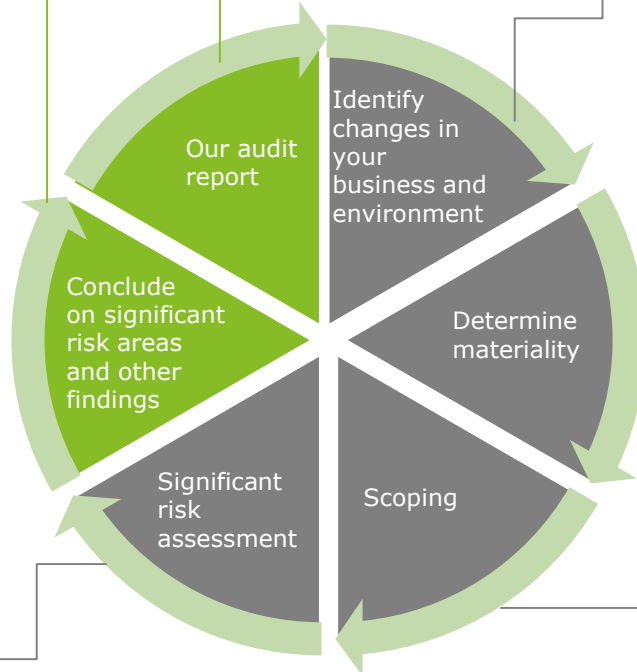 Identify
changes in
your
business and
environment
Determine
materiality
Scoping
Significant
risk
assessment
Conclude
on significant
risk areas
and other
findings
Our audit
report